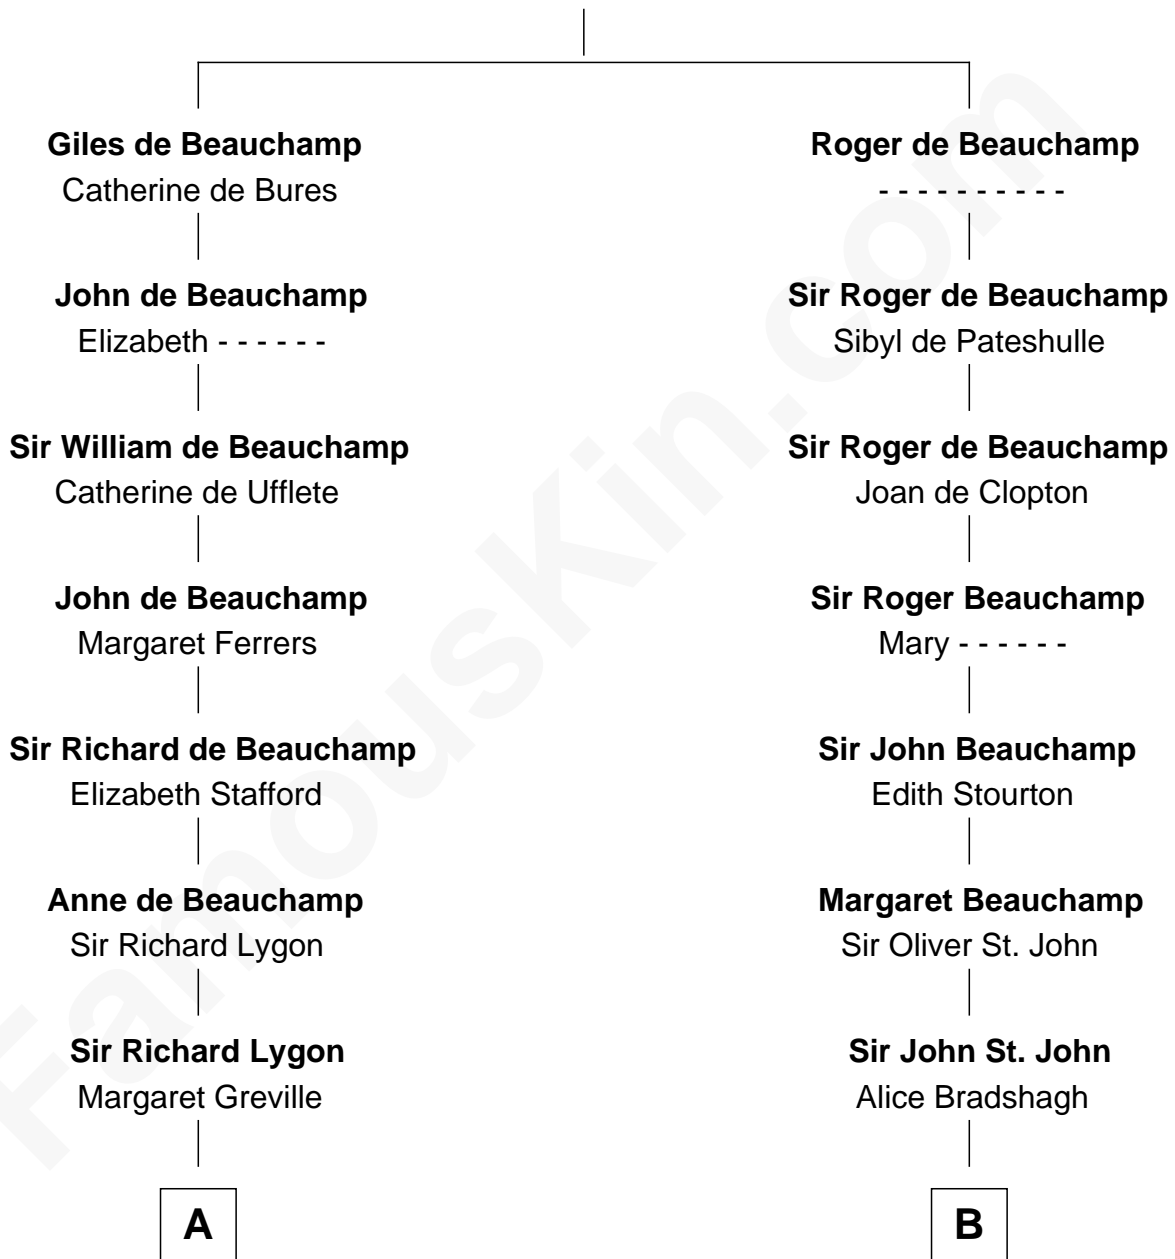 Giles de Beauchamp
Catherine de Bures
John de Beauchamp
Elizabeth - - - - - -
Sir William de Beauchamp
Catherine de Ufflete
John de Beauchamp
Margaret Ferrers
Sir Richard de Beauchamp
Elizabeth Stafford
Anne de Beauchamp
Sir Richard Lygon
Sir Richard Lygon
Margaret Greville
A
Roger de Beauchamp
- - - - - - - - - -
Sir Roger de Beauchamp
Sibyl de Pateshulle
Sir Roger de Beauchamp
Joan de Clopton
Sir Roger Beauchamp
Mary - - - - - -
Sir John Beauchamp
Edith Stourton
Margaret Beauchamp
Sir Oliver St. John
Sir John St. John
Alice Bradshagh
B
FamousKin.com